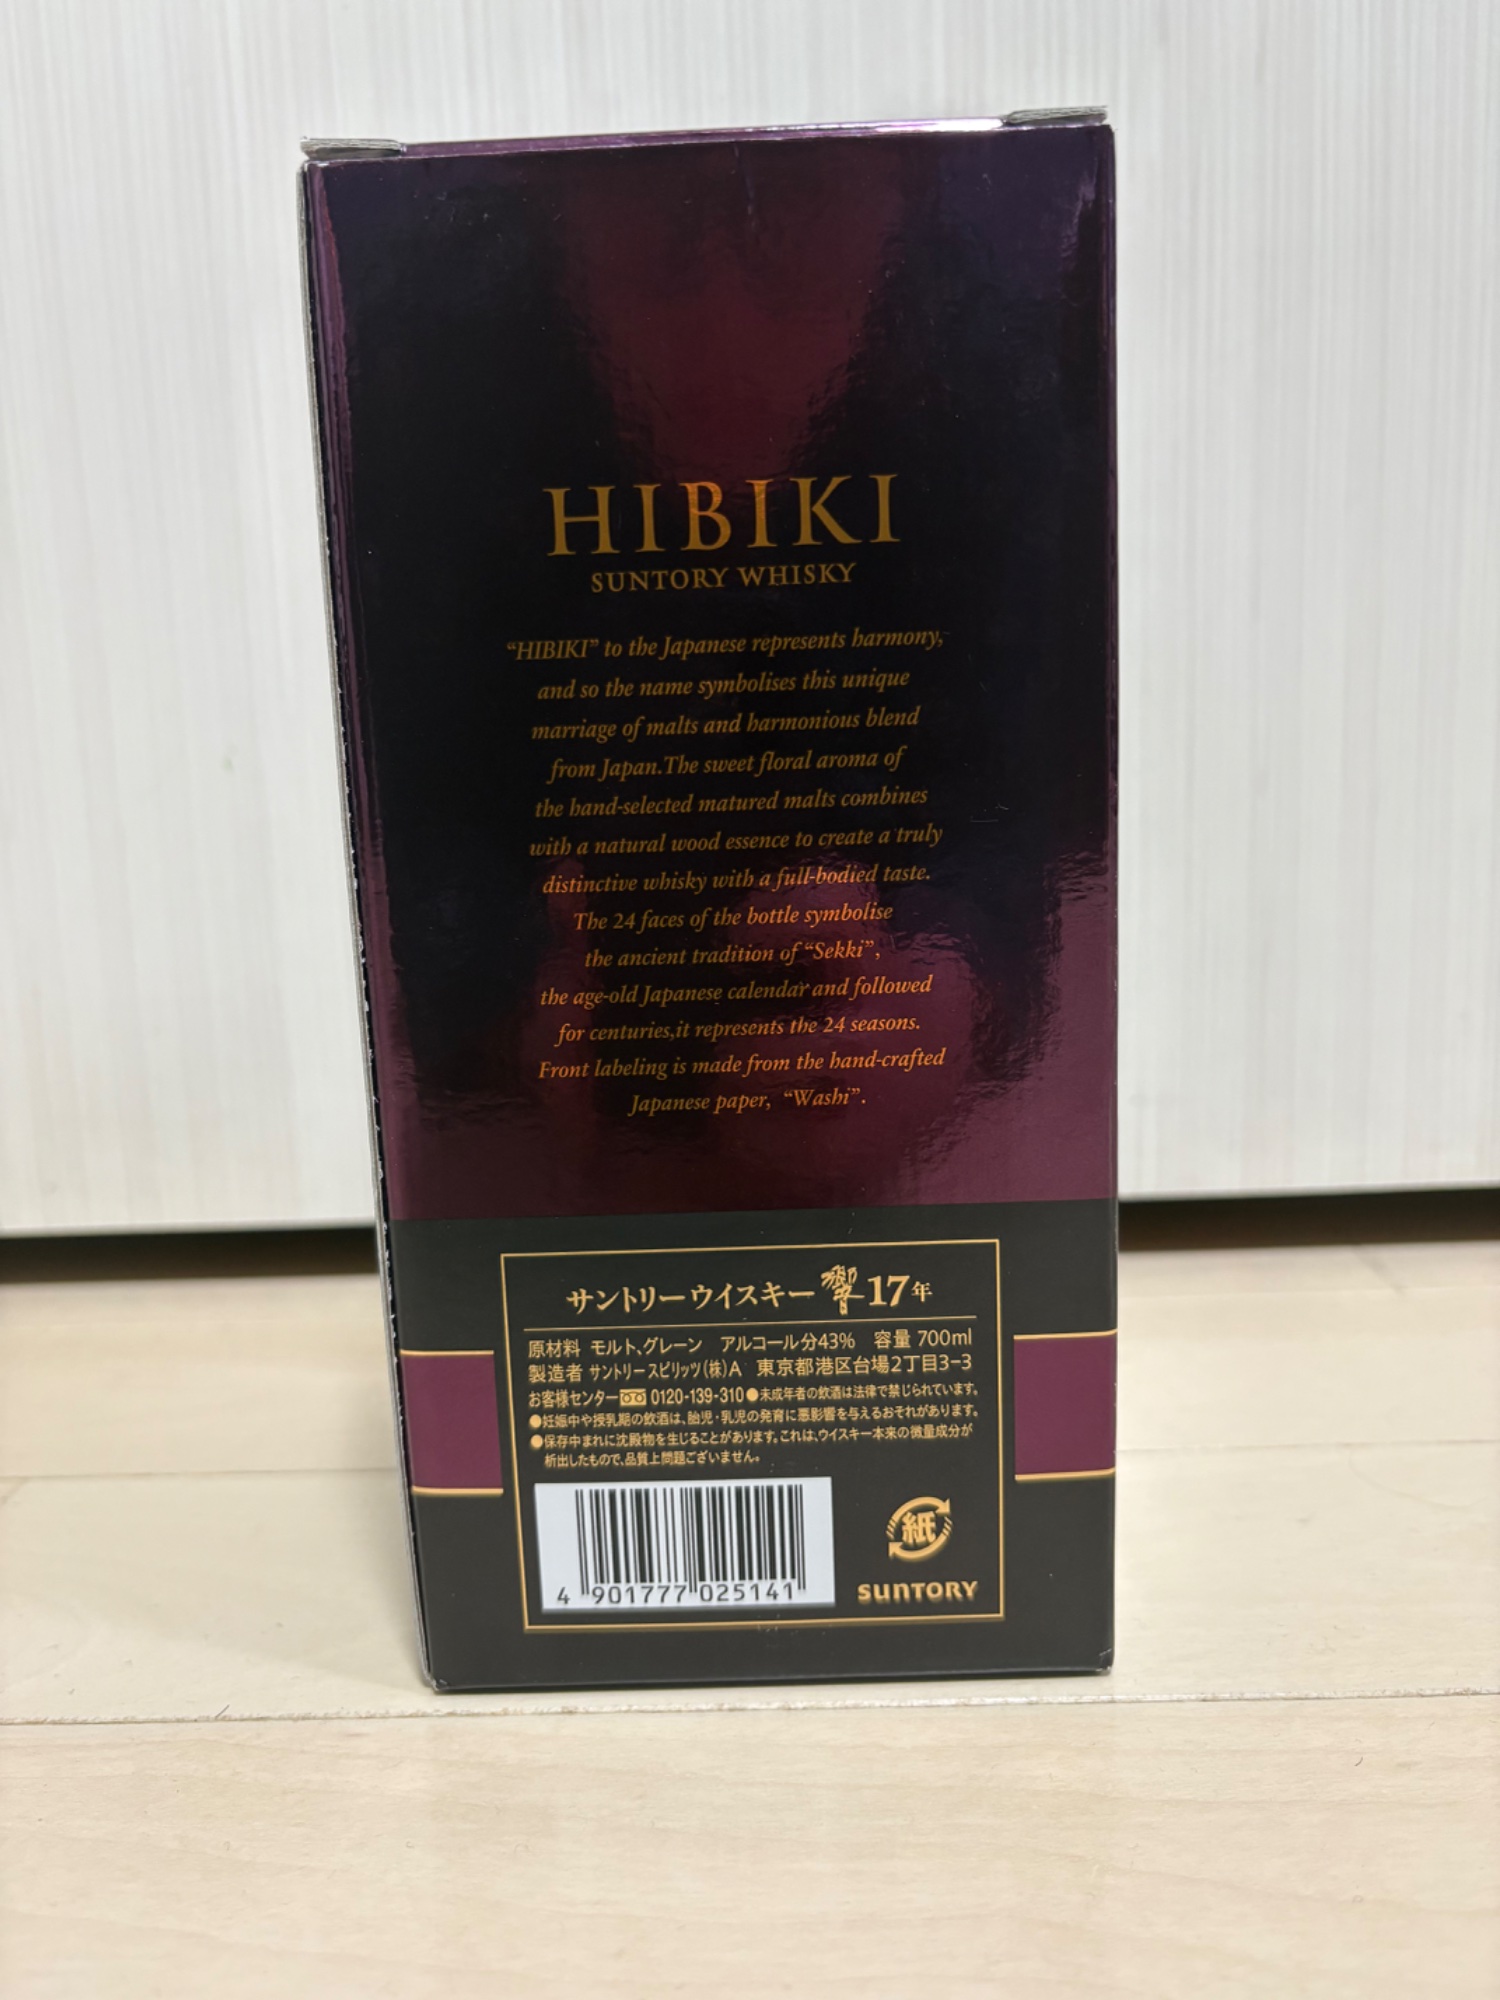 HIBIKI
SUNTORY WHISKY
“HIBIKI” to the Japanese represents harmony,
and so the name symbolises this unique
marriage of malts and harmonious blend
from Japan.The sweet floral aroma of
the hand-selected matured malts combines
with a natural wood essence to create a truly
distinctive whisky with a full-bodied taste.
The 24 faces of the bottle symbolise
the ancient tradition of “Sekki”,
the age-old Japanese calendar and followed
for centuries,it represents the 24 seasons.
Front labeling is made from the hand-crafted
Japanese paper, “Washi”.
サントリーウイスキー 響 17年
原材料 モルト、グレーン アルコール分43% 容量 700ml
製造者 サントリースピリッツ(株)A 東京都港区台場2丁目3-3
お客様センター 0120-139-310 ●未成年者の飲酒は法律で禁じられています。
●妊娠中や授乳期の飲酒は、胎児・乳児の発育に悪影響を与えるおそれがあります。
●保存中まれに沈殿物を生じることがあります。これは、ウイスキー本来の微量成分が
析出したもので、品質上問題ございません。
紙
4 901777 025141
SUNTORY